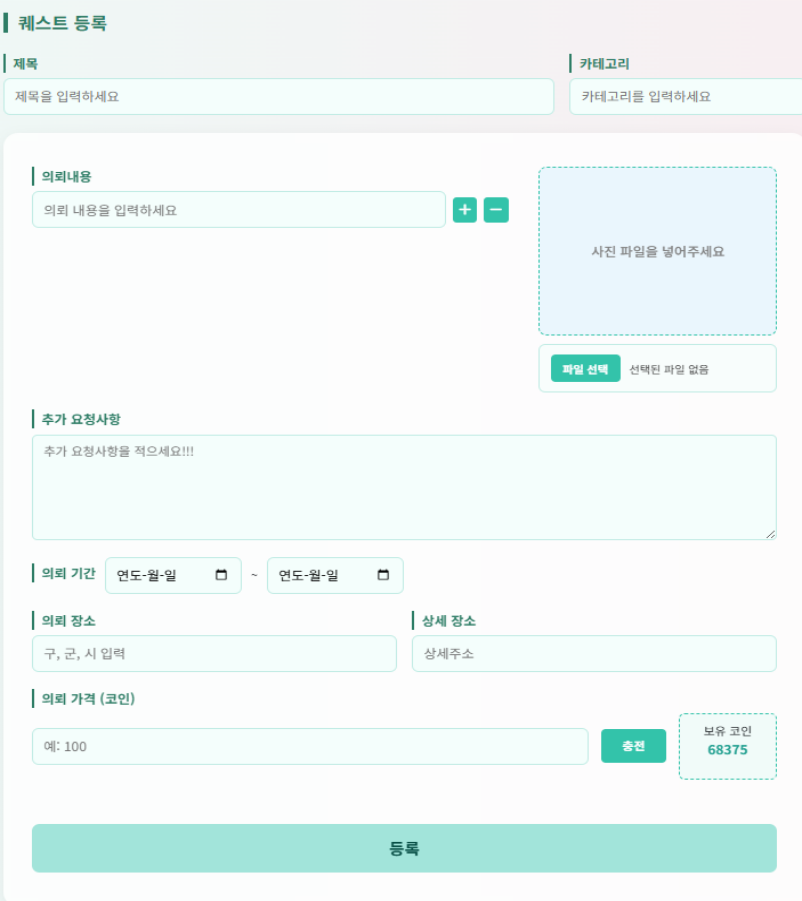 퀘스트 등록
제목
카테고리
제목을 입력하세요
카테고리를 입력하세요
의뢰내용
의뢰 내용을 입력하세요
+
−
사진 파일을 넣어주세요
파일 선택
선택된 파일 없음
추가 요청사항
추가 요청사항을 적으세요!!!
의뢰 기간
연도-월-일
~
연도-월-일
의뢰 장소
상세 장소
구, 군, 시 입력
상세주소
의뢰 가격 (코인)
예: 100
충전
보유 코인
68375
등록